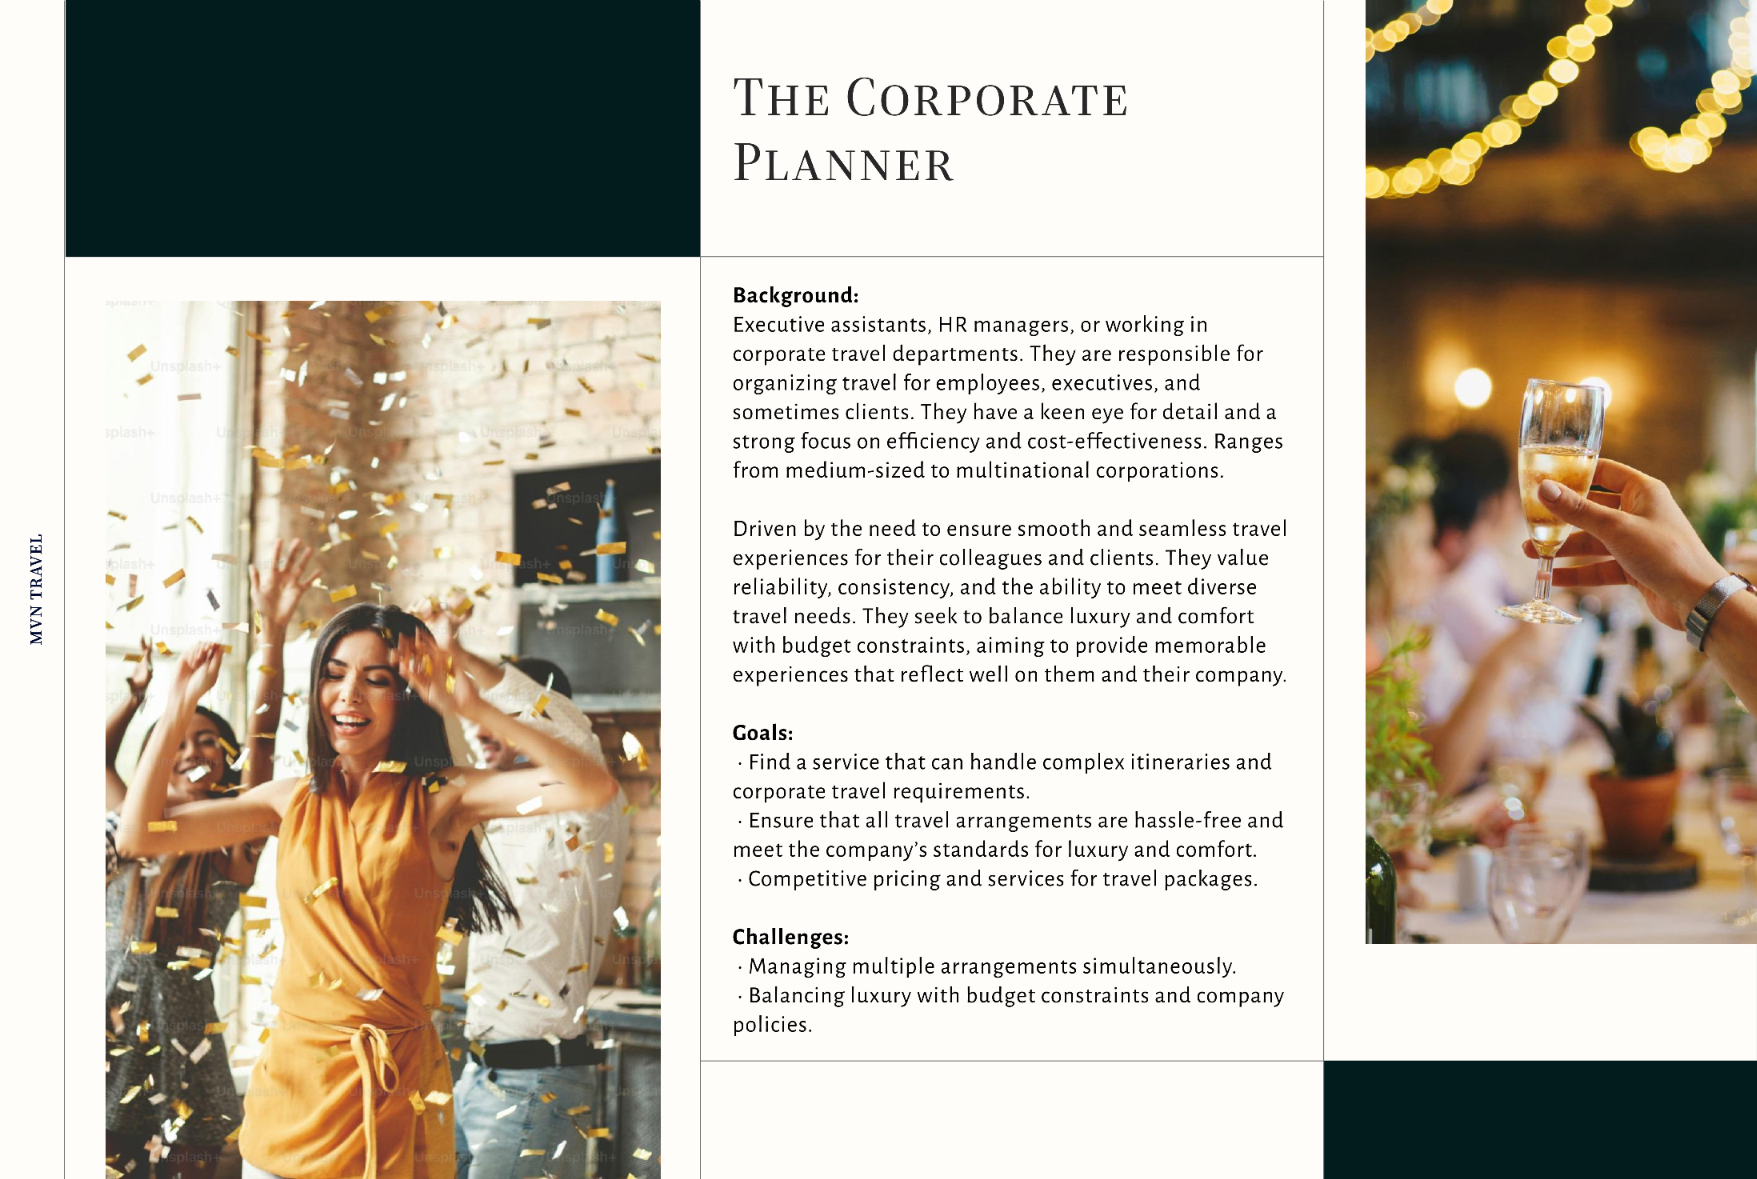 MVN TRAVEL
THE CORPORATE
PLANNER
Background:
Executive assistants, HR managers, or working in
corporate travel departments. They are responsible for
organizing travel for employees, executives, and
sometimes clients. They have a keen eye for detail and a
strong focus on efficiency and cost-effectiveness. Ranges
from medium-sized to multinational corporations.
Driven by the need to ensure smooth and seamless travel
experiences for their colleagues and clients. They value
reliability, consistency, and the ability to meet diverse
travel needs. They seek to balance luxury and comfort
with budget constraints, aiming to provide memorable
experiences that reflect well on them and their company.
Goals:
· Find a service that can handle complex itineraries and
corporate travel requirements.
· Ensure that all travel arrangements are hassle-free and
meet the company’s standards for luxury and comfort.
· Competitive pricing and services for travel packages.
Challenges:
· Managing multiple arrangements simultaneously.
· Balancing luxury with budget constraints and company
policies.
Unsplash+